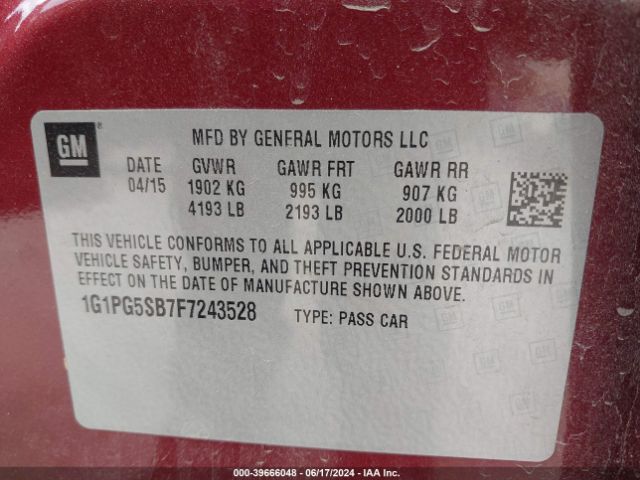 GM
MFD BY GENERAL MOTORS LLC
DATE GVWR GAWR FRT GAWR RR
04/15 1902 KG 995 KG 907 KG
4193 LB 2193 LB 2000 LB
THIS VEHICLE CONFORMS TO ALL APPLICABLE U.S. FEDERAL MOTOR
VEHICLE SAFETY, BUMPER, AND THEFT PREVENTION STANDARDS IN
EFFECT ON THE DATE OF MANUFACTURE SHOWN ABOVE.
1G1PG5SB7F7243528 TYPE: PASS CAR
000-39666048 - 06/17/2024 - IAA Inc.